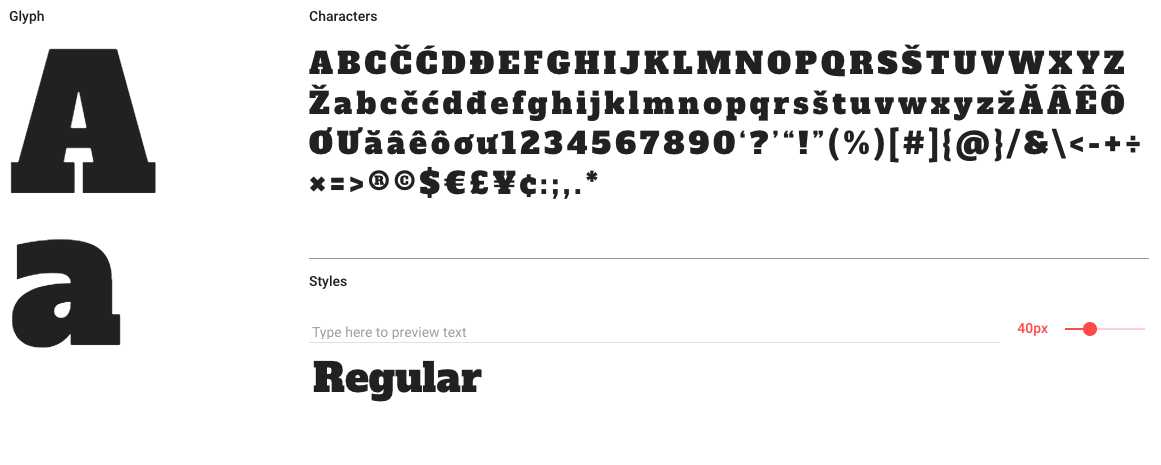 Glyph
Characters
A
a
ABCČĆDĐEFGHIJKLMNOPQRSŠTUVWXYZ
ŽabcčćdđefghijklmnopqrsštuvwxyzžĂÂÊÔ
ƠƯăâêôơư1234567890‘?’“!”(%)[#]{@}/&\<-+÷
×=>®©$€£¥¢:;,.*
Styles
Type here to preview text
40px
Regular